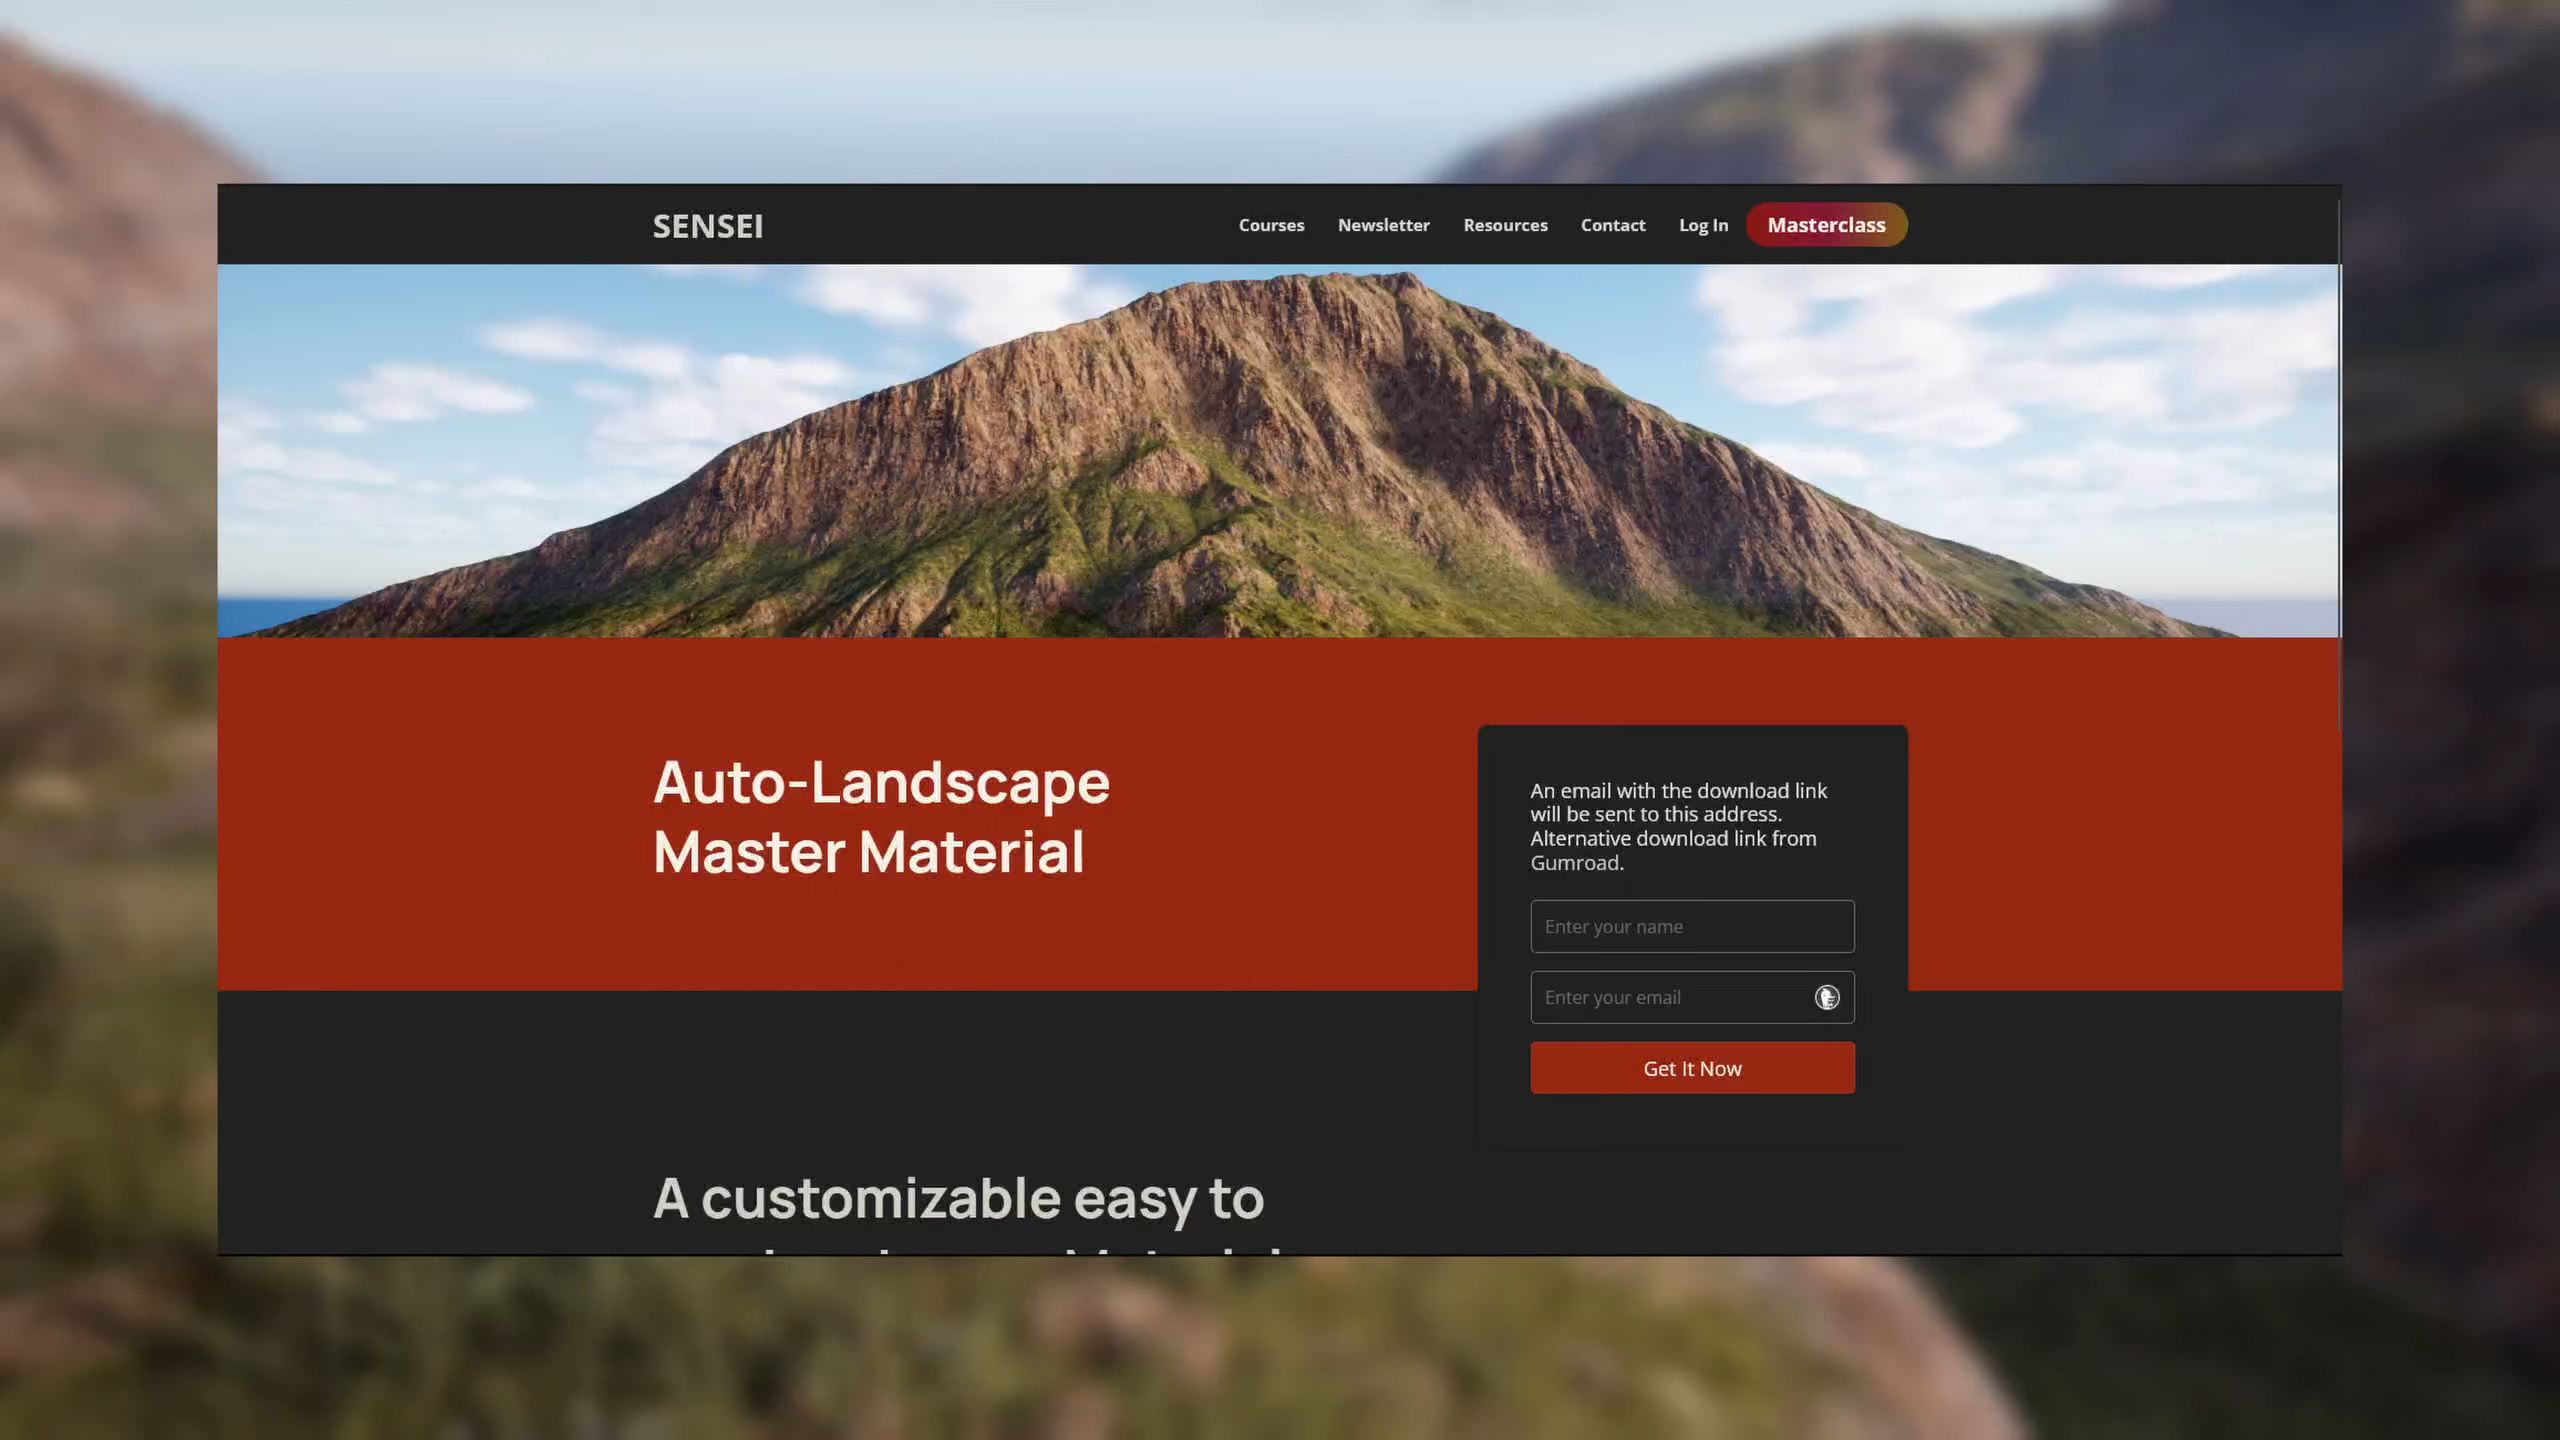 SENSEI
Courses
Newsletter
Resources
Contact
Log In
Masterclass
Auto-Landscape
Master Material
An email with the download link
will be sent to this address.
Alternative download link from
Gumroad.
Enter your name
Enter your email
Get It Now
A customizable easy to